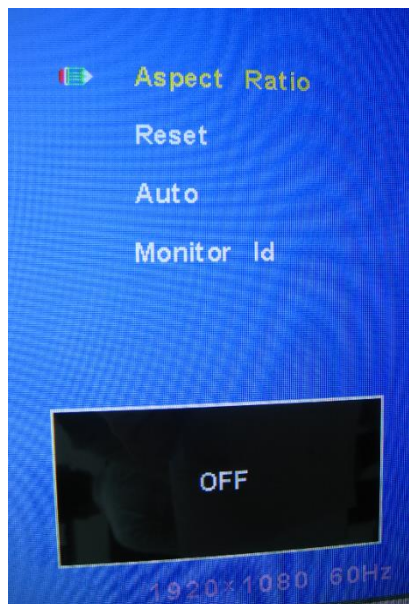 Aspect Ratio
Reset
Auto
Monitor Id
OFF
1920×1080 60Hz